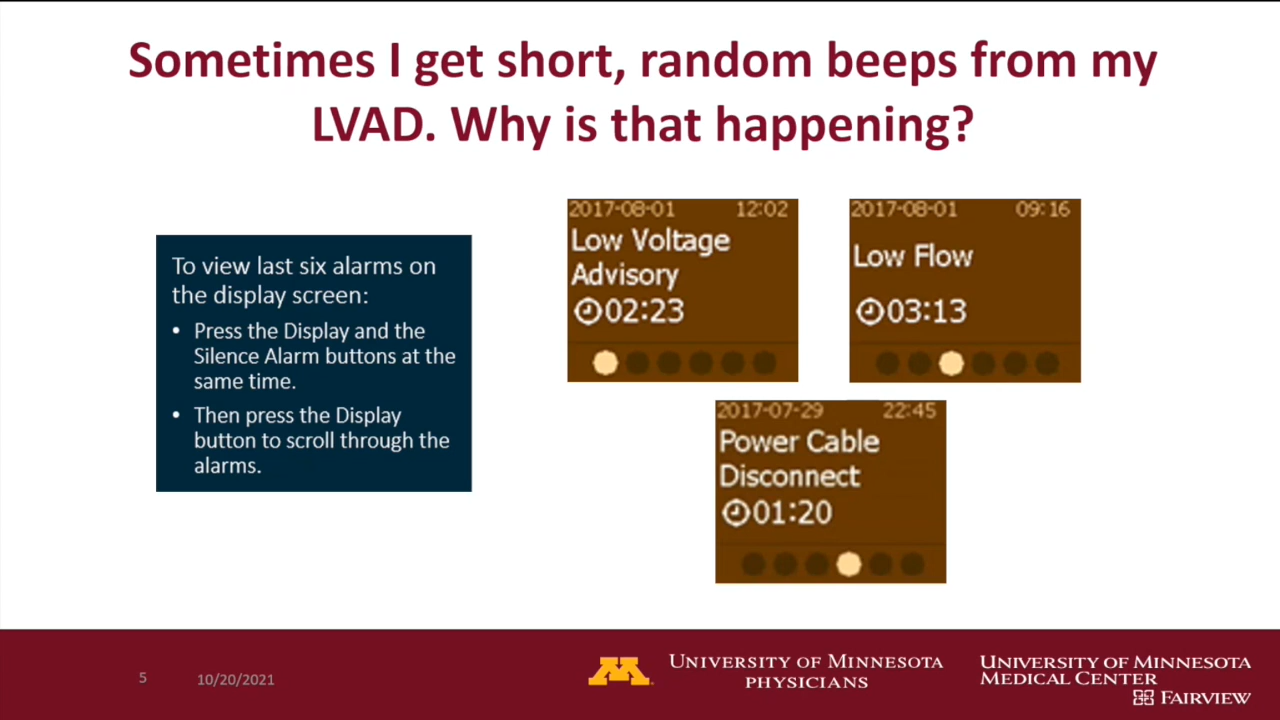 Sometimes I get short, random beeps from my
LVAD. Why is that happening?
To view last six alarms on
the display screen:
• Press the Display and the
Silence Alarm buttons at the
same time.
• Then press the Display
button to scroll through the
alarms.
2017-08-01 12:02
Low Voltage
Advisory
02:23
2017-08-01 09:16
Low Flow
03:13
2017-07-29 22:45
Power Cable
Disconnect
01:20
5 10/20/2021
M
UNIVERSITY OF MINNESOTA
PHYSICIANS
UNIVERSITY OF MINNESOTA
MEDICAL CENTER
FAIRVIEW